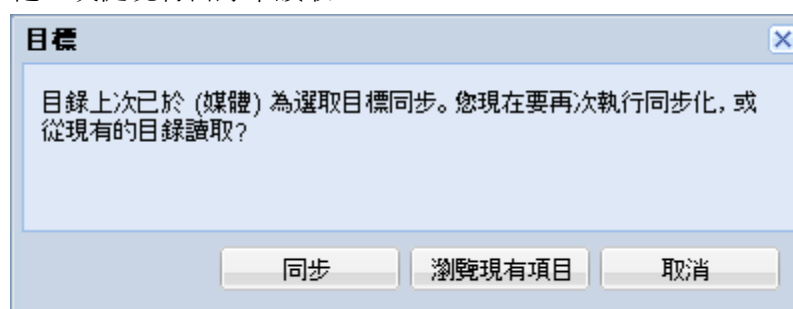 目標
目錄上次已於 (媒體) 為選取目標同步。您現在要再次執行同步化，或
從現有的目錄讀取？
同步
瀏覽現有項目
取消